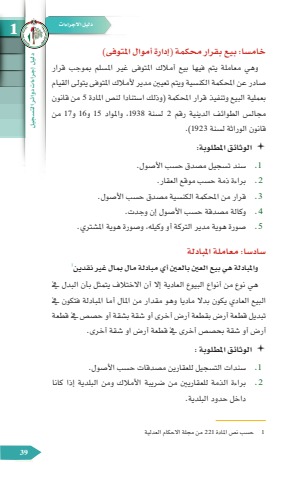 دليل الاجراءات
1
دليل إجراءات دوائر التسجيل
خامسا: بيع بقرار محكمة (إدارة أموال المتوفى)
وهي معاملة يتم فيها بيع أملاك المتوفى غير المسلم بموجب قرار
صادر عن المحكمة الكنسية ويتم تعيين مدير لأملاك المتوفى يتولى القيام
بعملية البيع وتنفيذ قرار المحكمة (وذلك استنادا لنص المادة 5 من قانون
مجالس الطوائف الدينية رقم 2 لسنة 1938، والمواد 15 و16 و17 من
قانون الوراثة لسنة 1923).
الوثائق المطلوبة:
1. سند تسجيل مصدق حسب الأصول.
2. براءة ذمة حسب موقع العقار.
3. قرار من المحكمة الكنسية مصدق حسب الأصول.
4. وكالة مصدقة حسب الأصول إن وجدت.
5. صورة هوية مدير التركة أو وكيله، وصورة هوية المشتري.
سادسا: معاملة المبادلة
والمبادلة هي بيع العين بالعين أي مبادلة مال بمال غير نقدين1
هي نوع من أنواع البيوع العادية إلا أن الاختلاف يتمثل بأن البدل في
البيع العادي يكون بدلا ماديا وهو مقدار من المال أما المبادلة فتكون في
تبديل قطعة أرض بقطعة أرض أخرى أو شقة بشقة أو حصص في قطعة
أرض أو شقة بحصص أخرى في قطعة أرض او شقة أخرى.
الوثائق المطلوبة :
1. سندات التسجيل للعقارين مصدقات حسب الأصول.
2. براءة الذمة للعقاريين من ضريبة الأملاك ومن البلدية إذا كانا
داخل حدود البلدية.
1 حسب نص المادة 221 من مجلة الاحكام العدلية
39